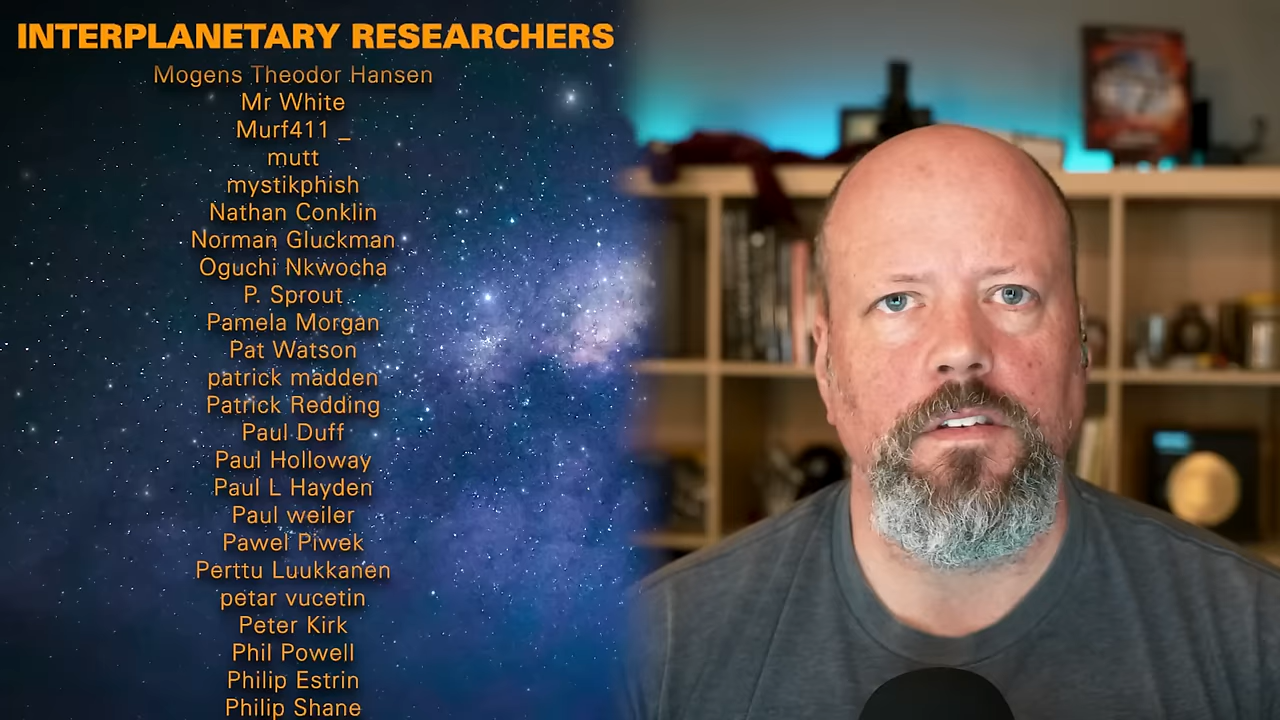 INTERPLANETARY RESEARCHERS
Mogens Theodor Hansen
Mr White
Murf411 _
mutt
mystikphish
Nathan Conklin
Norman Gluckman
Oguchi Nkwocha
P. Sprout
Pamela Morgan
Pat Watson
patrick madden
Patrick Redding
Paul Duff
Paul Holloway
Paul L Hayden
Paul weiler
Pawel Piwek
Perttu Luukkanen
petar vucetin
Peter Kirk
Phil Powell
Philip Estrin
Philip Shane